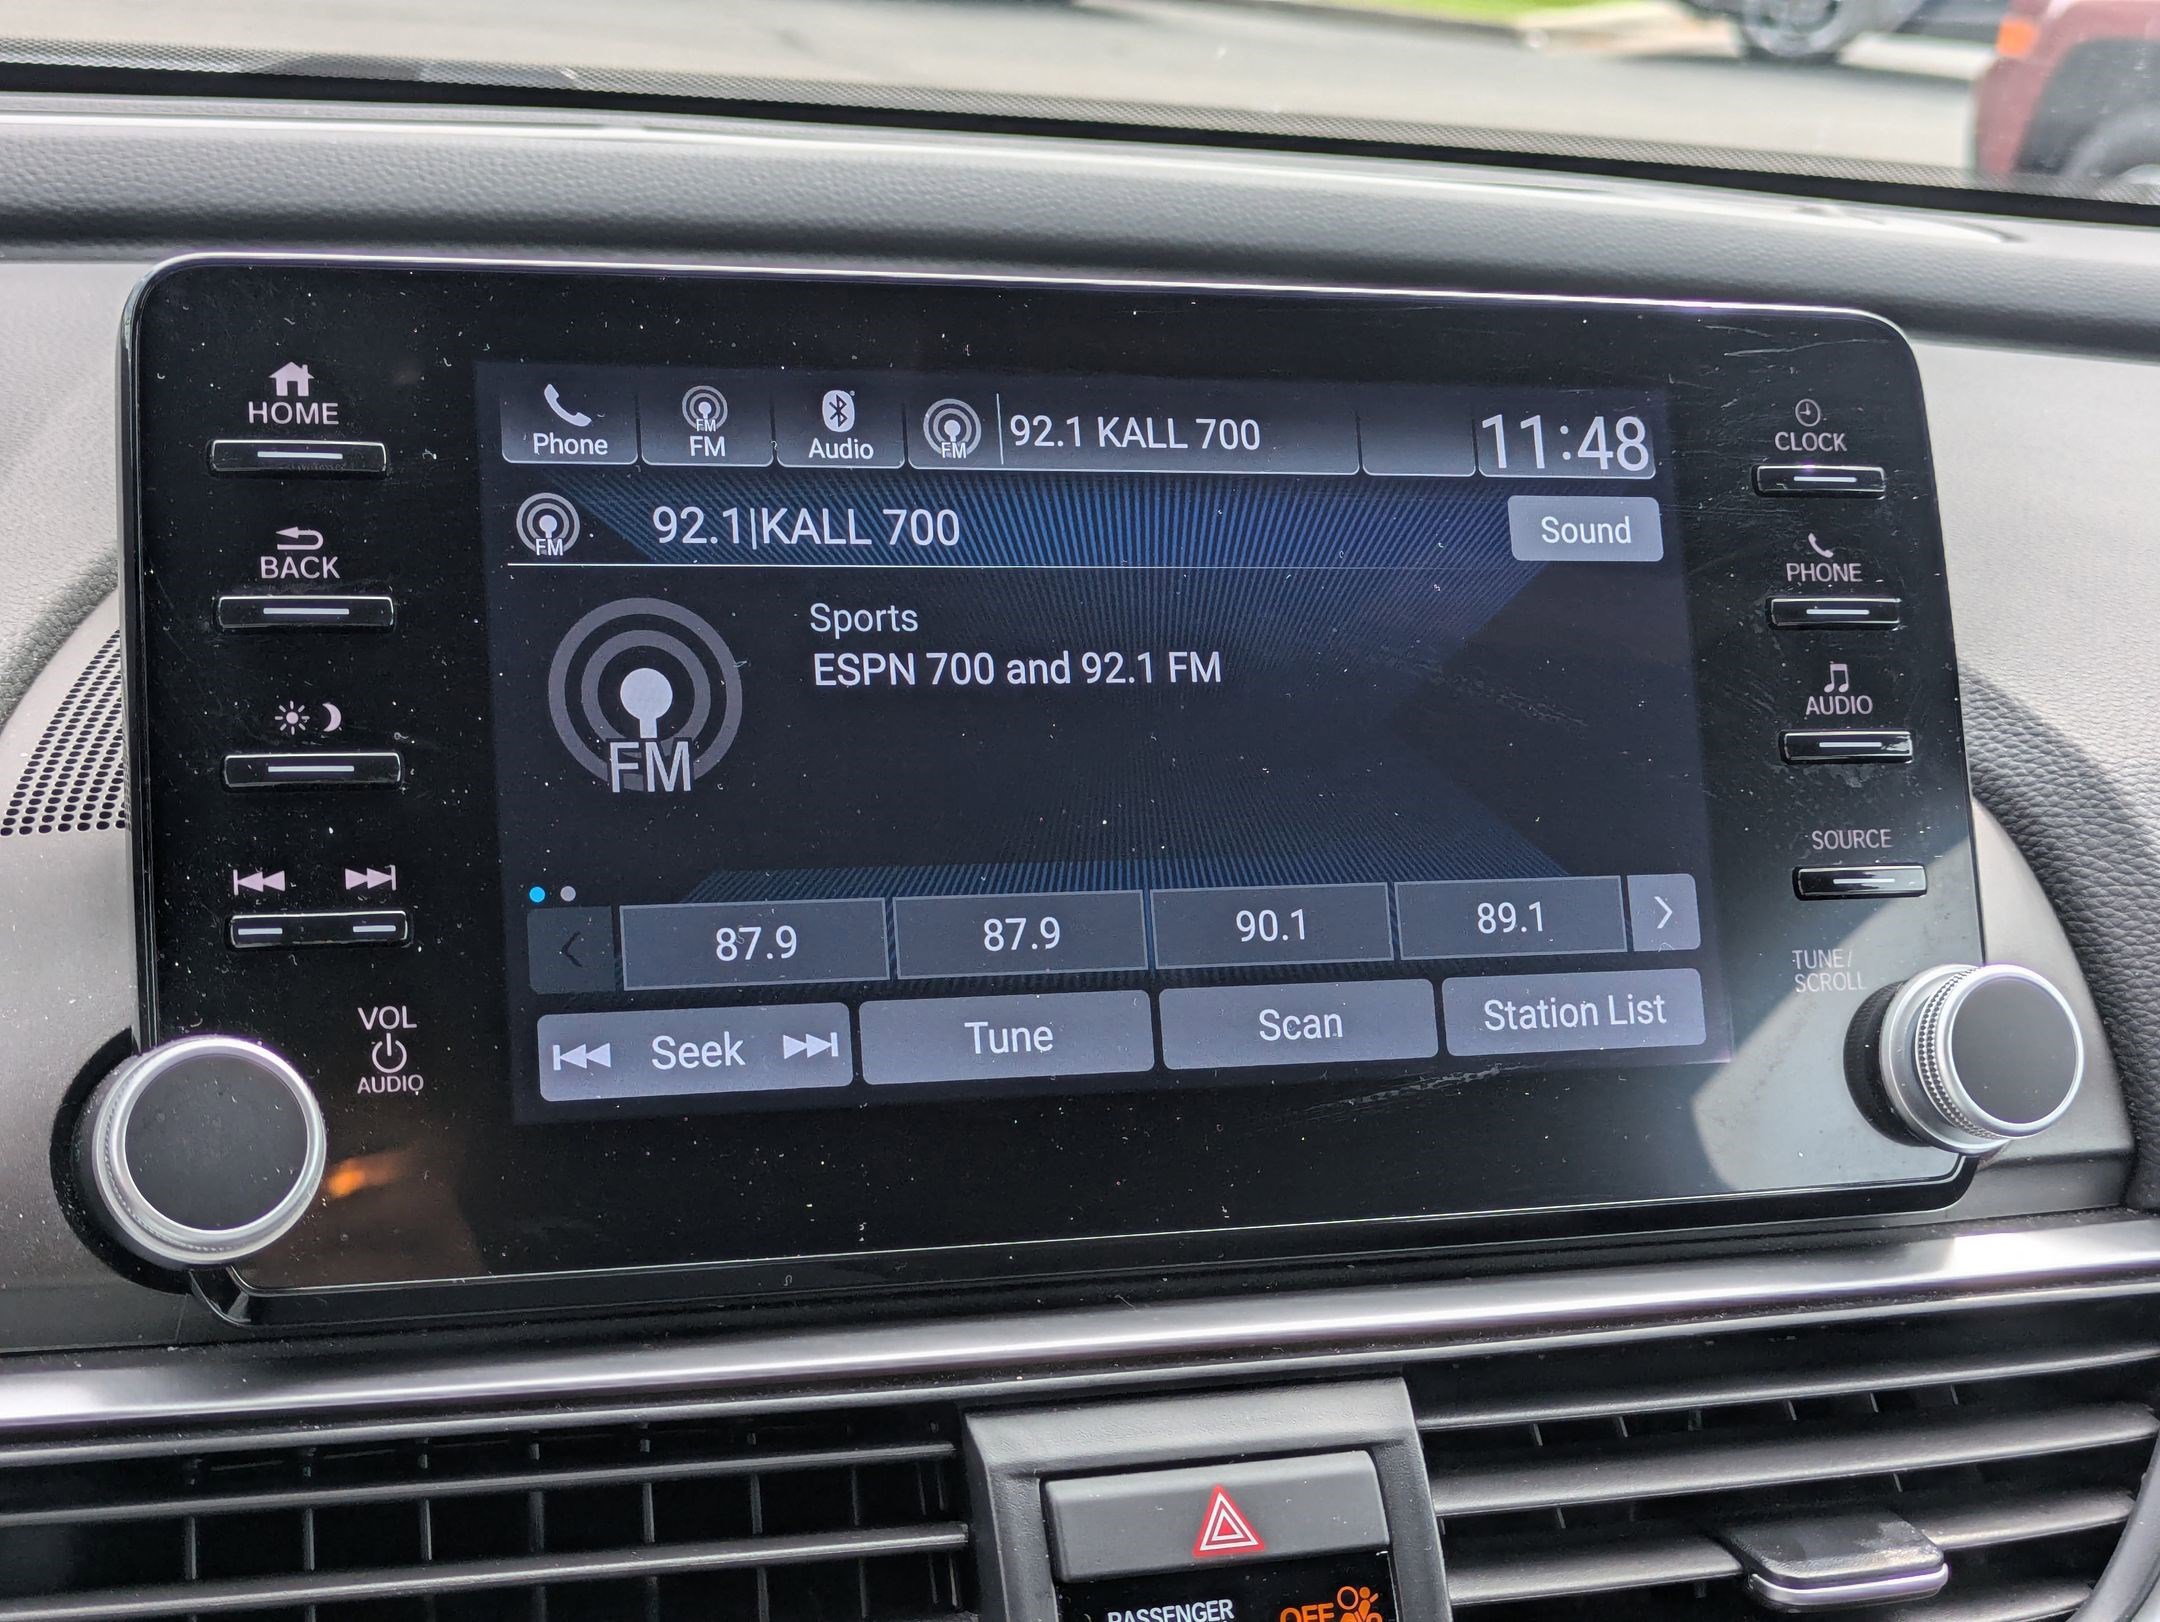 HOME
BACK
VOL
AUDIO
Phone
FM
FM
Audio
FM
92.1 KALL 700
11:48
FM
92.1|KALL 700
Sound
FM
Sports
ESPN 700 and 92.1 FM
87.9
87.9
90.1
89.1
Seek
Tune
Scan
Station List
CLOCK
PHONE
AUDIO
SOURCE
TUNE/
SCROLL
PASSENGER
OFF